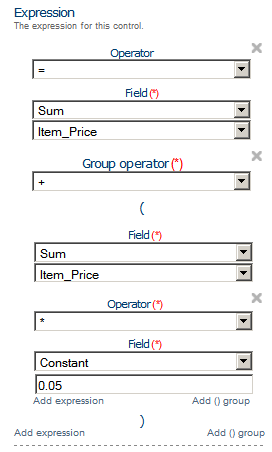 Expression
The expression for this control.
Operator
=
Field (*)
Sum
Item_Price
Group operator (*)
+
(
Field (*)
Sum
Item_Price
Operator (*)
*
Field (*)
Constant
0.05
Add expression Add () group
)
Add expression Add () group